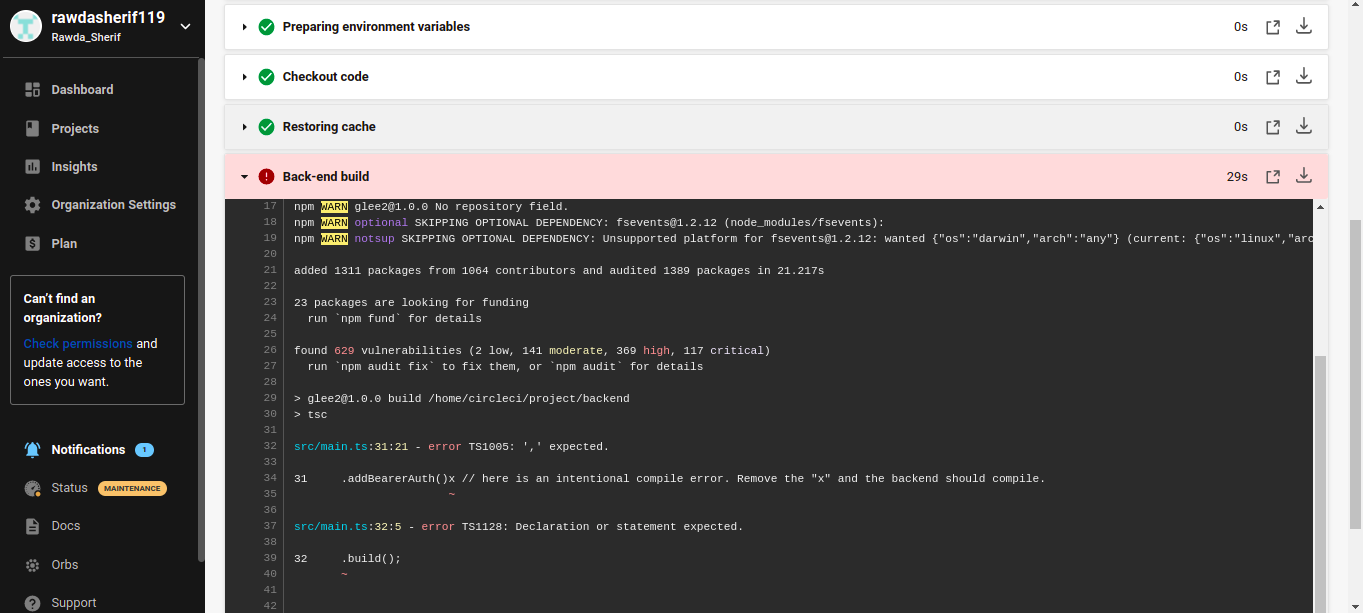 rawdasherif119
Rawda_Sherif
Dashboard
Projects
Insights
Organization Settings
Plan
Can't find an
organization?
Check permissions and
update access to the
ones you want.
Notifications 1
Status MAINTENANCE
Docs
Orbs
Support
Preparing environment variables 0s
Checkout code 0s
Restoring cache 0s
Back-end build 29s
17 npm WARN glee2@1.0.0 No repository field.
18 npm WARN optional SKIPPING OPTIONAL DEPENDENCY: fsevents@1.2.12 (node_modules/fsevents):
19 npm WARN notsup SKIPPING OPTIONAL DEPENDENCY: Unsupported platform for fsevents@1.2.12: wanted {"os":"darwin","arch":"any"} (current: {"os":"linux","arc
20
21 added 1311 packages from 1064 contributors and audited 1389 packages in 21.217s
22
23 23 packages are looking for funding
24   run `npm fund` for details
25
26 found 629 vulnerabilities (2 low, 141 moderate, 369 high, 117 critical)
27   run `npm audit fix` to fix them, or `npm audit` for details
28
29 > glee2@1.0.0 build /home/circleci/project/backend
30 > tsc
31
32 src/main.ts:31:21 - error TS1005: ',' expected.
33
34 31     .addBearerAuth()x // here is an intentional compile error. Remove the "x" and the backend should compile.
35                        ~
36
37 src/main.ts:32:5 - error TS1128: Declaration or statement expected.
38
39 32     .build();
40        ~
41
42